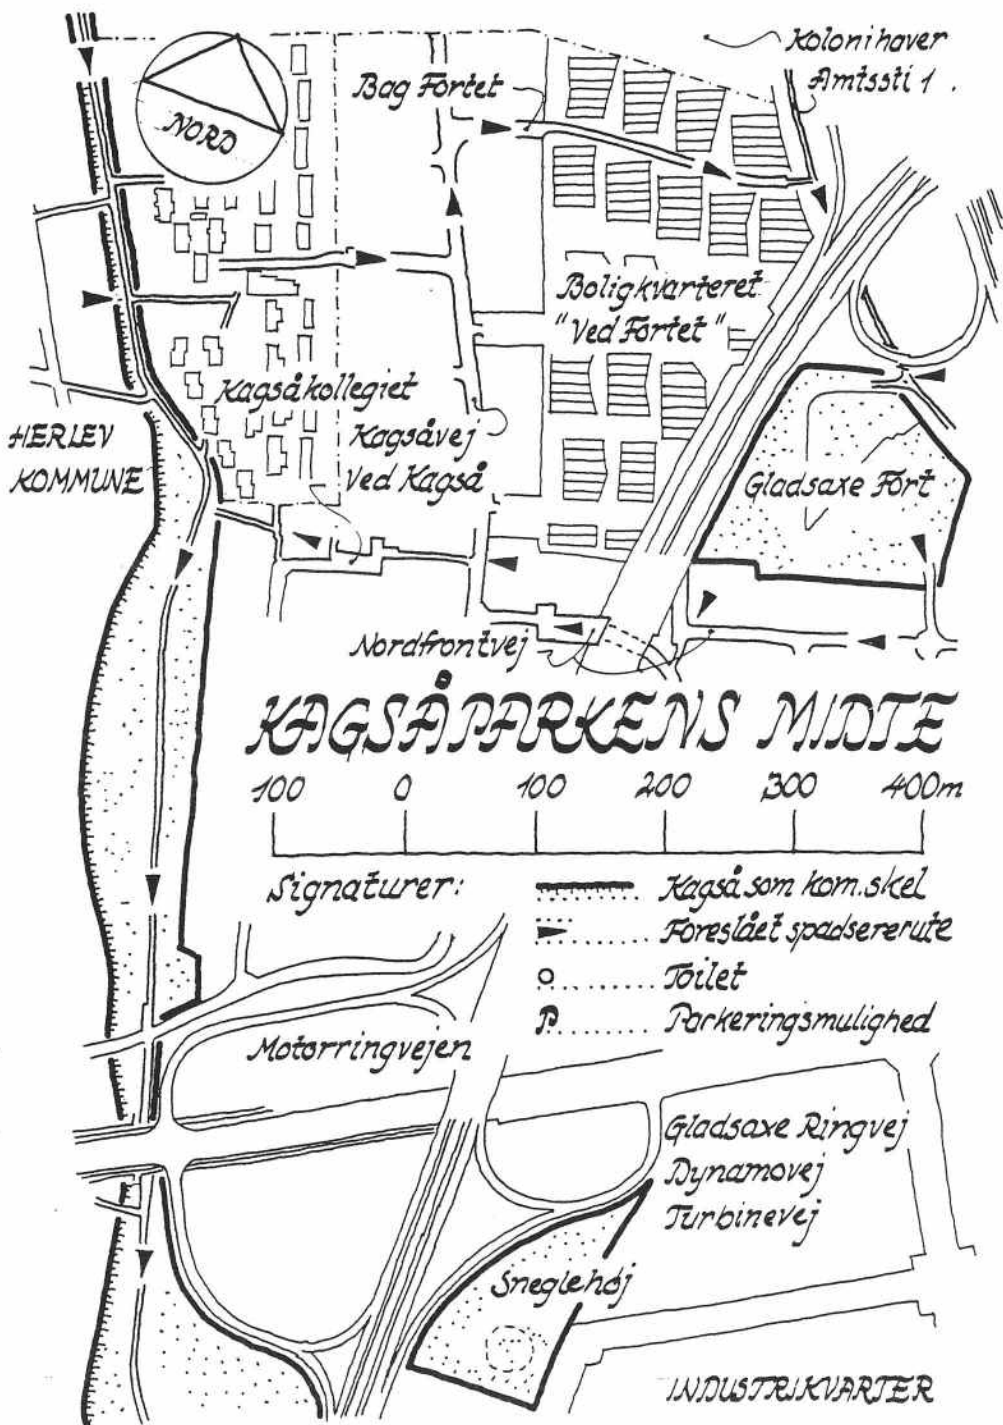 Kolonihaver
Amtssti 1 .
Bag Fortet
NORD
Boligkvarteret
"Ved Fortet"
Kagsåkollegiet
Kagsåvej
Ved Kagså
HERLEV
KOMMUNE
Gladsaxe Fort
Nordfrontvej
KAGSÅPARKENS MIDTE
100 0 100 200 300 400m
Signaturer:
Kagså som kom.skel
Foreslået spadsererute
Toilet
P Parkeringsmulighed
Motorringvejen
Gladsaxe Ringvej
Dynamovej
Turbinevej
Sneglehøj
INDUSTRIKVARTER